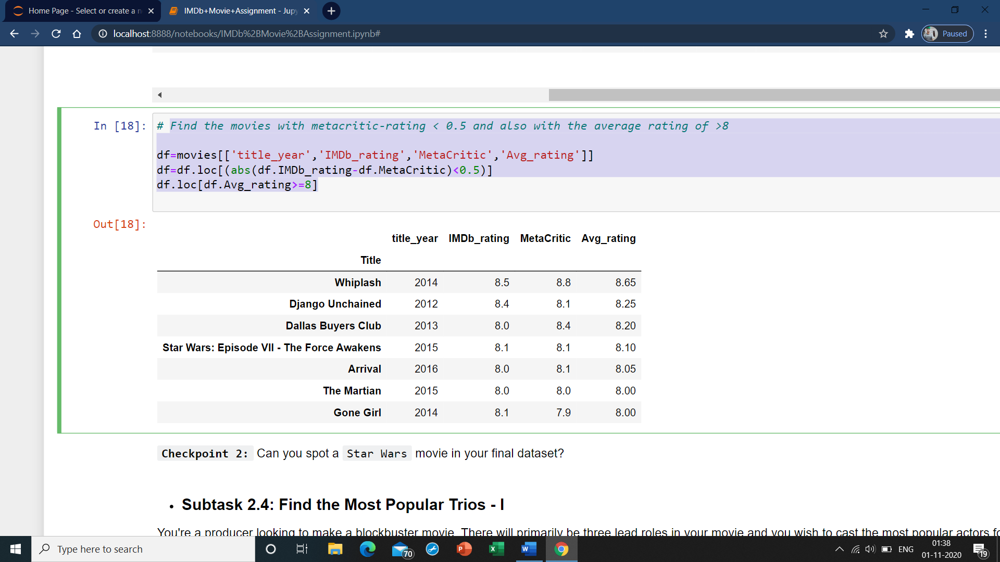 Home Page - Select or create a n
IMDb+Movie+Assignment - Jupy
localhost:8888/notebooks/IMDb%2BMovie%2BAssignment.ipynb#
Paused
In [18]:
# Find the movies with metacritic-rating < 0.5 and also with the average rating of >8
df=movies[['title_year','IMDb_rating','MetaCritic','Avg_rating']]
df=df.loc[(abs(df.IMDb_rating-df.MetaCritic)<0.5)]
df.loc[df.Avg_rating>=8]
Out[18]:
title_year IMDb_rating MetaCritic Avg_rating
Title
Whiplash 2014 8.5 8.8 8.65
Django Unchained 2012 8.4 8.1 8.25
Dallas Buyers Club 2013 8.0 8.4 8.20
Star Wars: Episode VII - The Force Awakens 2015 8.1 8.1 8.10
Arrival 2016 8.0 8.1 8.05
The Martian 2015 8.0 8.0 8.00
Gone Girl 2014 8.1 7.9 8.00
Checkpoint 2: Can you spot a Star Wars movie in your final dataset?
• Subtask 2.4: Find the Most Popular Trios - I
You're a producer looking to make a blockbuster movie. There will primarily be three lead roles in your movie and you wish to cast the most popular actors fo
Type here to search
70
P
X
W
ENG
01:38
01-11-2020
19